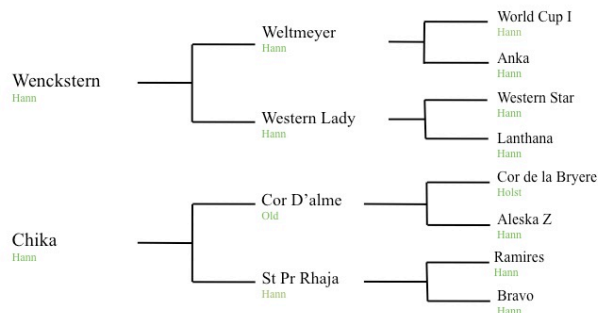 World Cup I
Hann
Weltmeyer
Hann
Anka
Hann
Wenckstern
Hann
Western Star
Hann
Western Lady
Hann
Lanthana
Hann
Cor de la Bryere
Holst
Cor D’alme
Old
Aleska Z
Hann
Chika
Hann
Ramires
Hann
St Pr Rhaja
Hann
Bravo
Hann